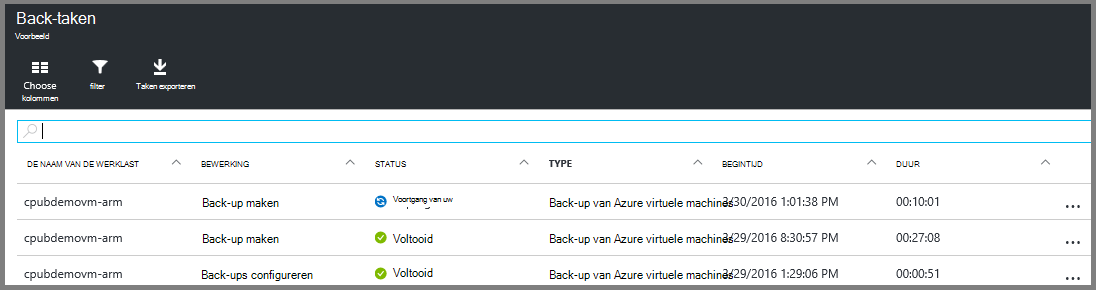 Back-taken
Voorbeeld
Choose kolommen
filter
Taken exporteren
DE NAAM VAN DE WERKLAST BEWERKING STATUS TYPE BEGINTIJD DUUR
cpubdemovm-arm Back-up maken Voortgang van uw Back-up van Azure virtuele machines 3/30/2016 1:01:38 PM 00:10:01 ...
cpubdemovm-arm Back-up maken Voltooid Back-up van Azure virtuele machines 3/29/2016 8:30:57 PM 00:27:08 ...
cpubdemovm-arm Back-ups configureren Voltooid Back-up van Azure virtuele machines 3/29/2016 1:29:06 PM 00:00:51 ...